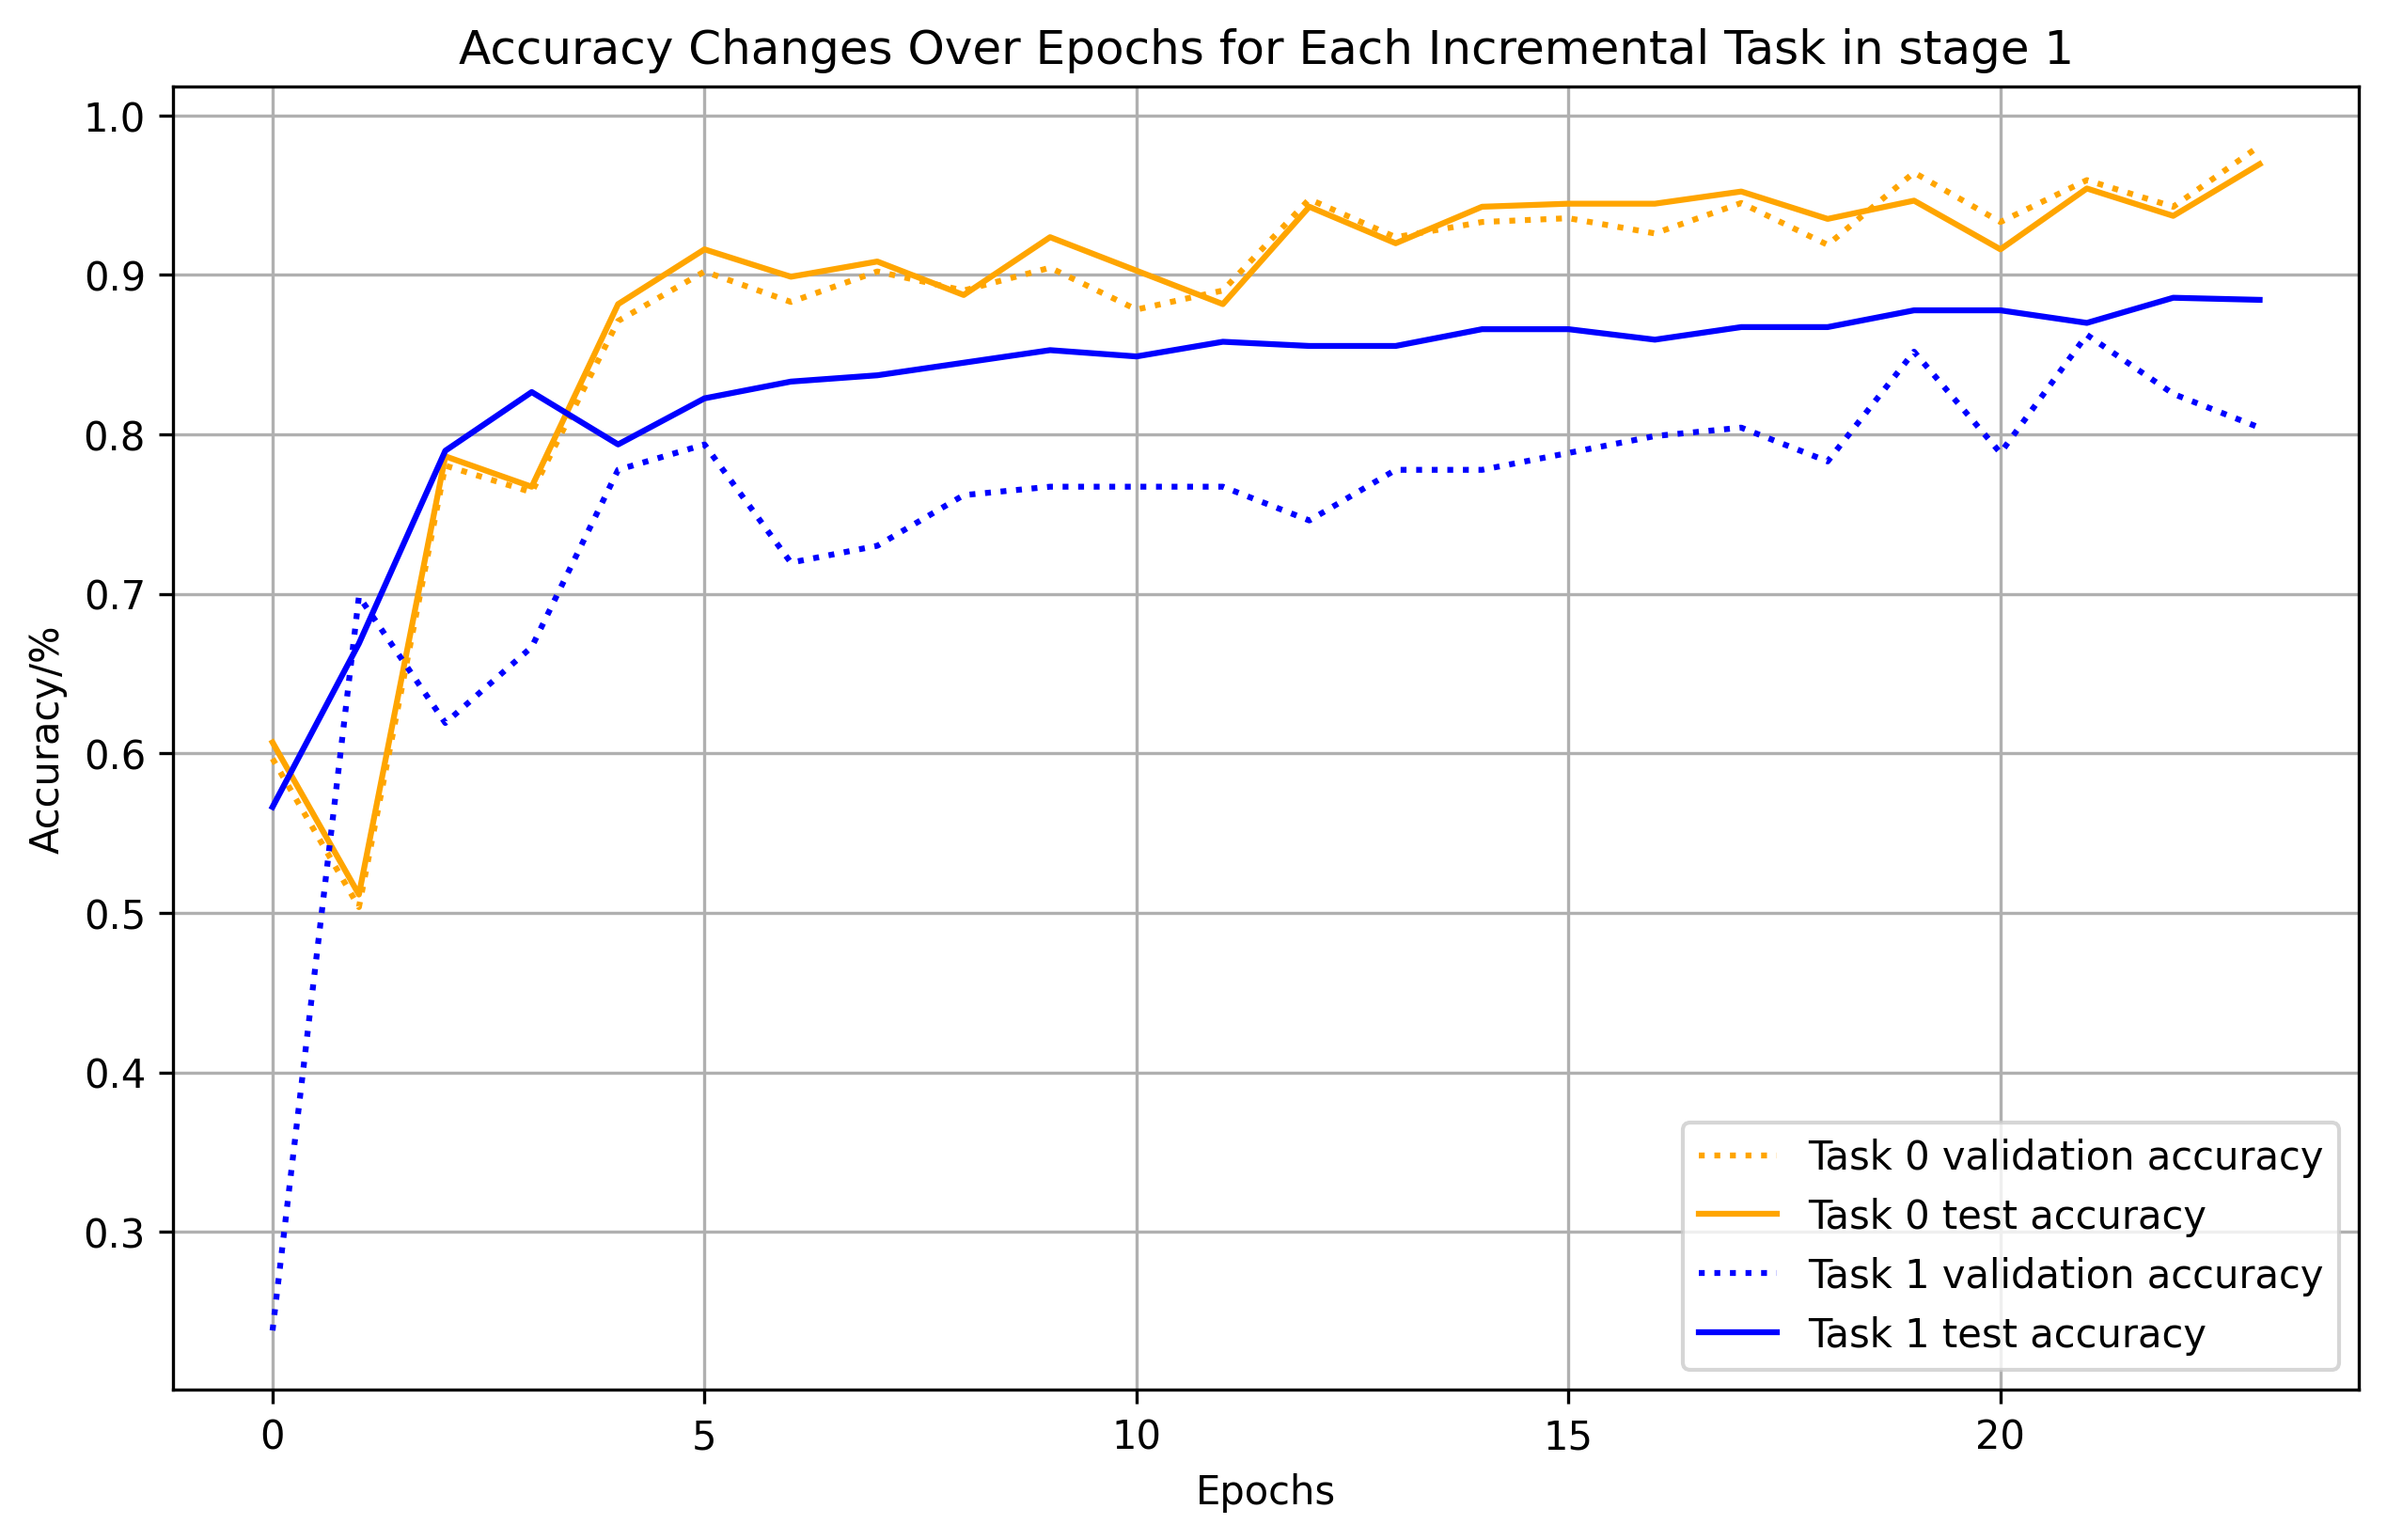 Accuracy Changes Over Epochs for Each Incremental Task in stage 1
1.0
0.9
0.8
0.7
0.6
0.5
0.4
0.3
Accuracy/%
Task 0 validation accuracy
Task 0 test accuracy
Task 1 validation accuracy
Task 1 test accuracy
0 5 10 15 20
Epochs